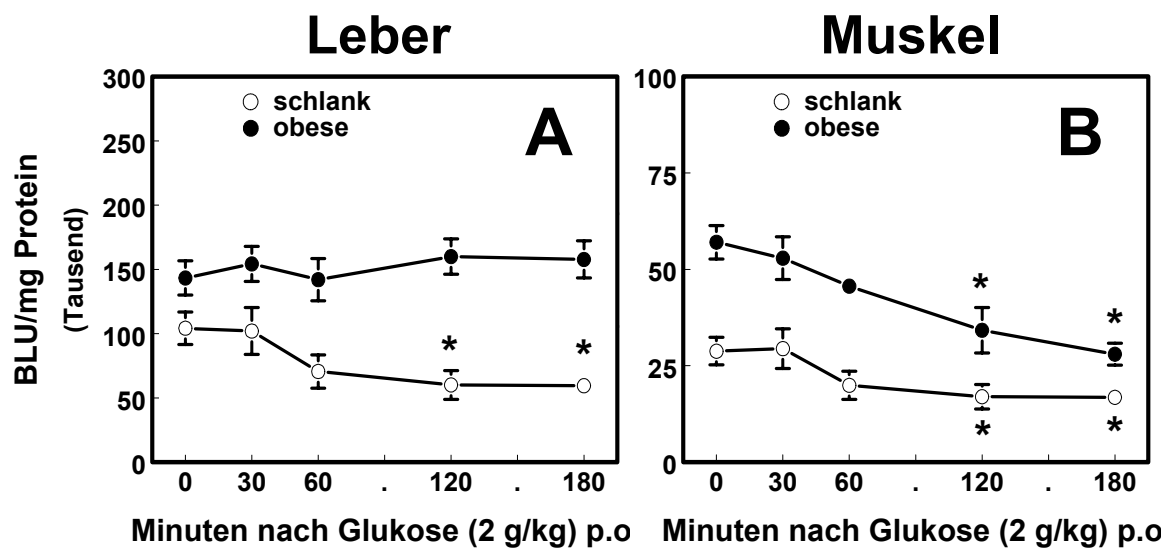 Leber
Muskel
BLU/mg Protein
(Tausend)
300
250
200
150
100
50
0
schlank
obese
A
*
*
0
30
60
.
120
.
180
Minuten nach Glukose (2 g/kg) p.o
100
75
50
25
0
schlank
obese
B
*
*
*
*
0
30
60
.
120
.
180
Minuten nach Glukose (2 g/kg) p.o